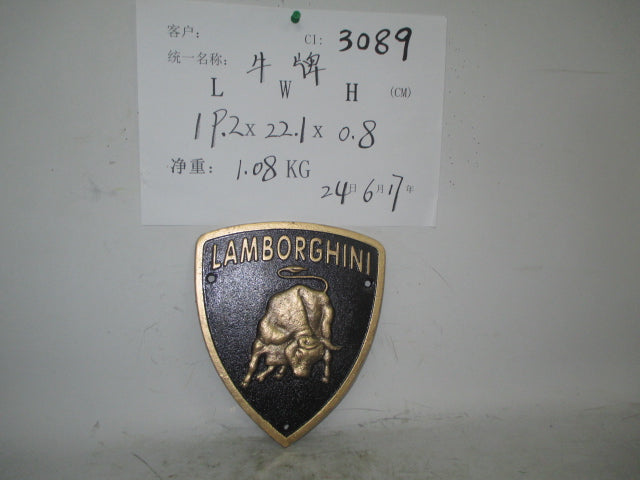 客户: CI: 3089
统一名称: 牛牌
L W H (CM)
19.2 x 22.1 x 0.8
净重: 1.08 KG
24日6月17年
LAMBORGHINI